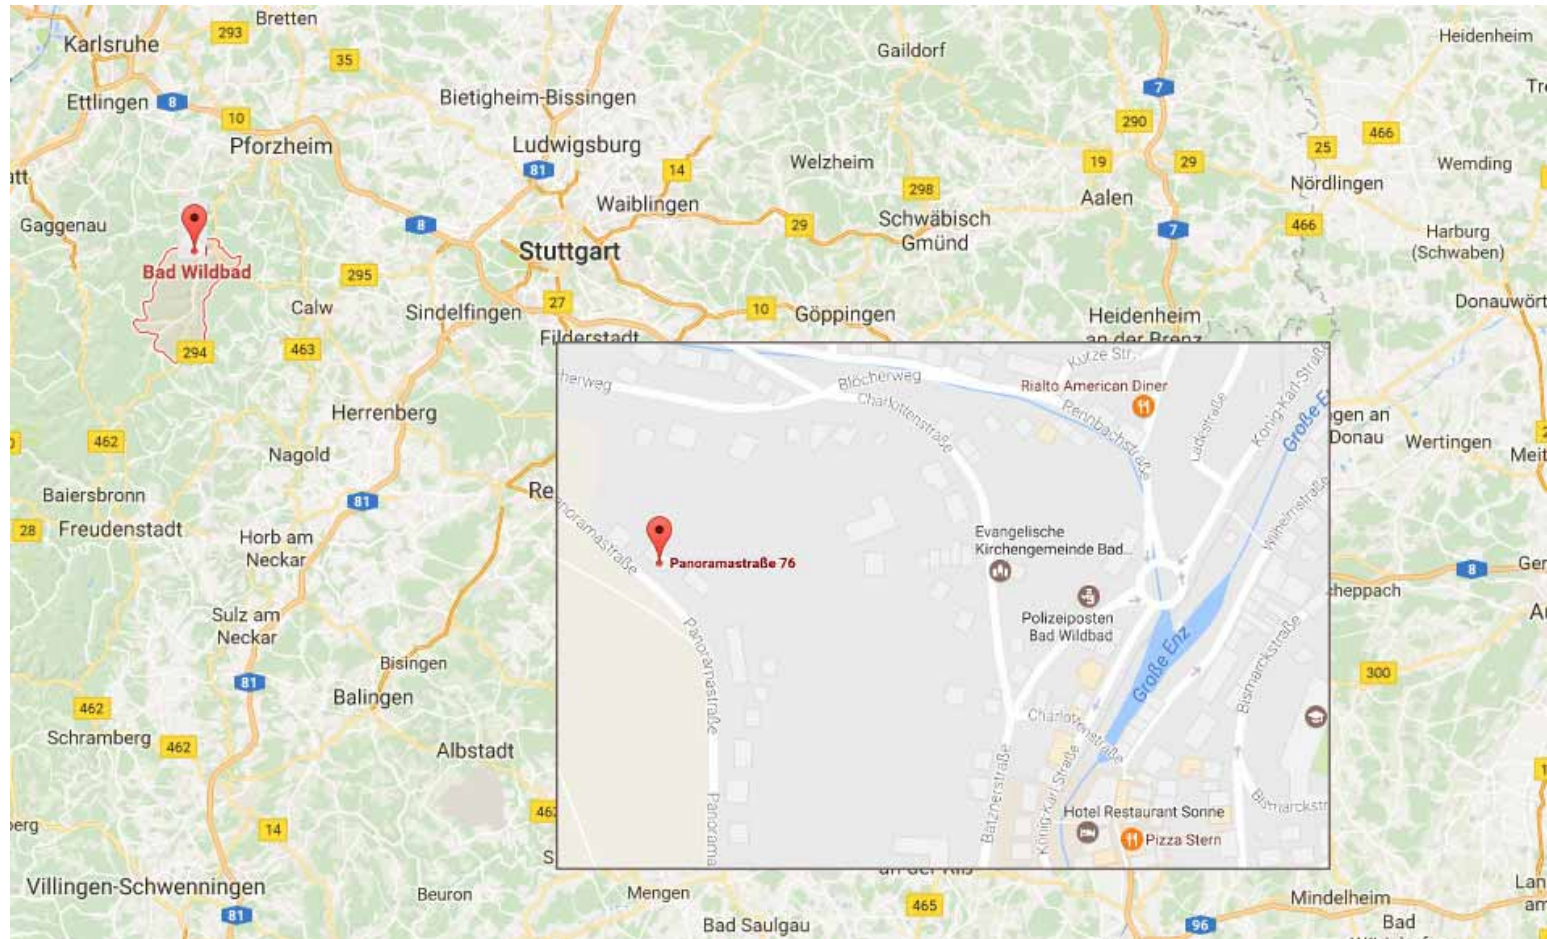 Bretten
293
Karlsruhe
35
Gaildorf
Heidenheim
7
Ettlingen
8
Bietigheim-Bissingen
10
290
466
Pforzheim
Ludwigsburg
25
81
14
Welzheim
19
29
Wemding
Nördlingen
298
Aalen
Waiblingen
Gaggenau
8
29
Schwäbisch
Gmünd
7
466
Harburg
(Schwaben)
Stuttgart
Bad Wildbad
295
Calw
Sindelfingen
27
10
Göppingen
Heidenheim
an der Brenz
Donauwört
294
463
Filderstadt
Herrenberg
462
Nagold
Donau
Wertingen
Baiersbronn
81
28
Freudenstadt
Horb am
Neckar
8
Sulz am
Neckar
Bisingen
81
300
Balingen
462
Schramberg
462
Albstadt
14
Villingen-Schwenningen
Beuron
Mengen
Mindelheim
81
465
96
Bad Saulgau
Bad
Kutze Str.
Blöcherweg
Rialto American Diner
Charlottenstraße
Rennbachstraße
Ladestraße
König-Karl-Straße
Panoramastraße
Evangelische
Kirchengemeinde Bad...
Wilhelmstraße
Panoramastraße 76
Polizeiposten
Bad Wildbad
Große Enz
Bismarckstraße
Panoramastraße
Charlottenstraße
Bätznerstraße
König-Karl-Straße
Hotel Restaurant Sonne
Pizza Stern